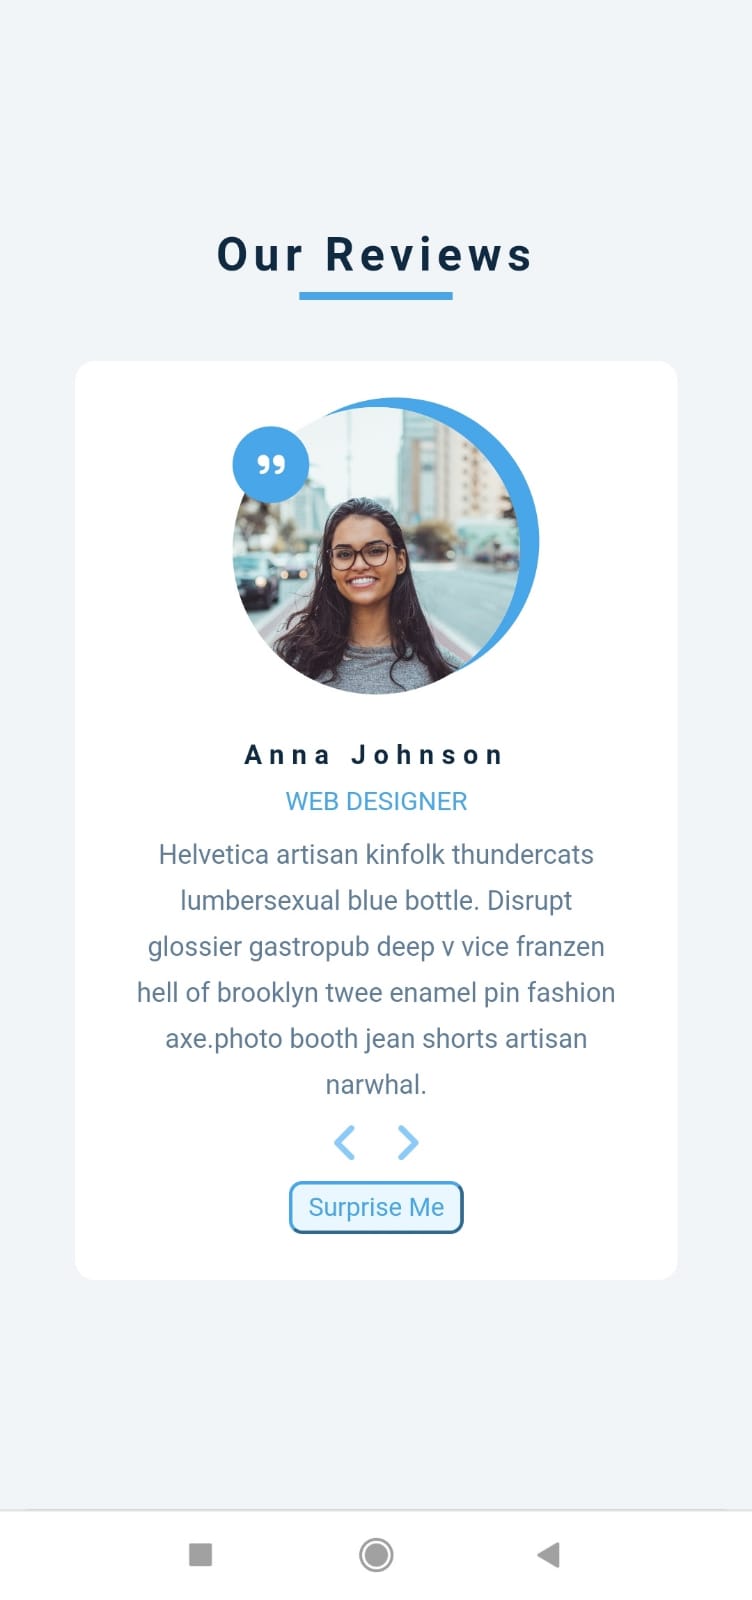 Our Reviews
”
Anna Johnson
WEB DESIGNER
Helvetica artisan kinfolk thundercats
lumbersexual blue bottle. Disrupt
glossier gastropub deep v vice franzen
hell of brooklyn twee enamel pin fashion
axe.photo booth jean shorts artisan
narwhal.
Surprise Me